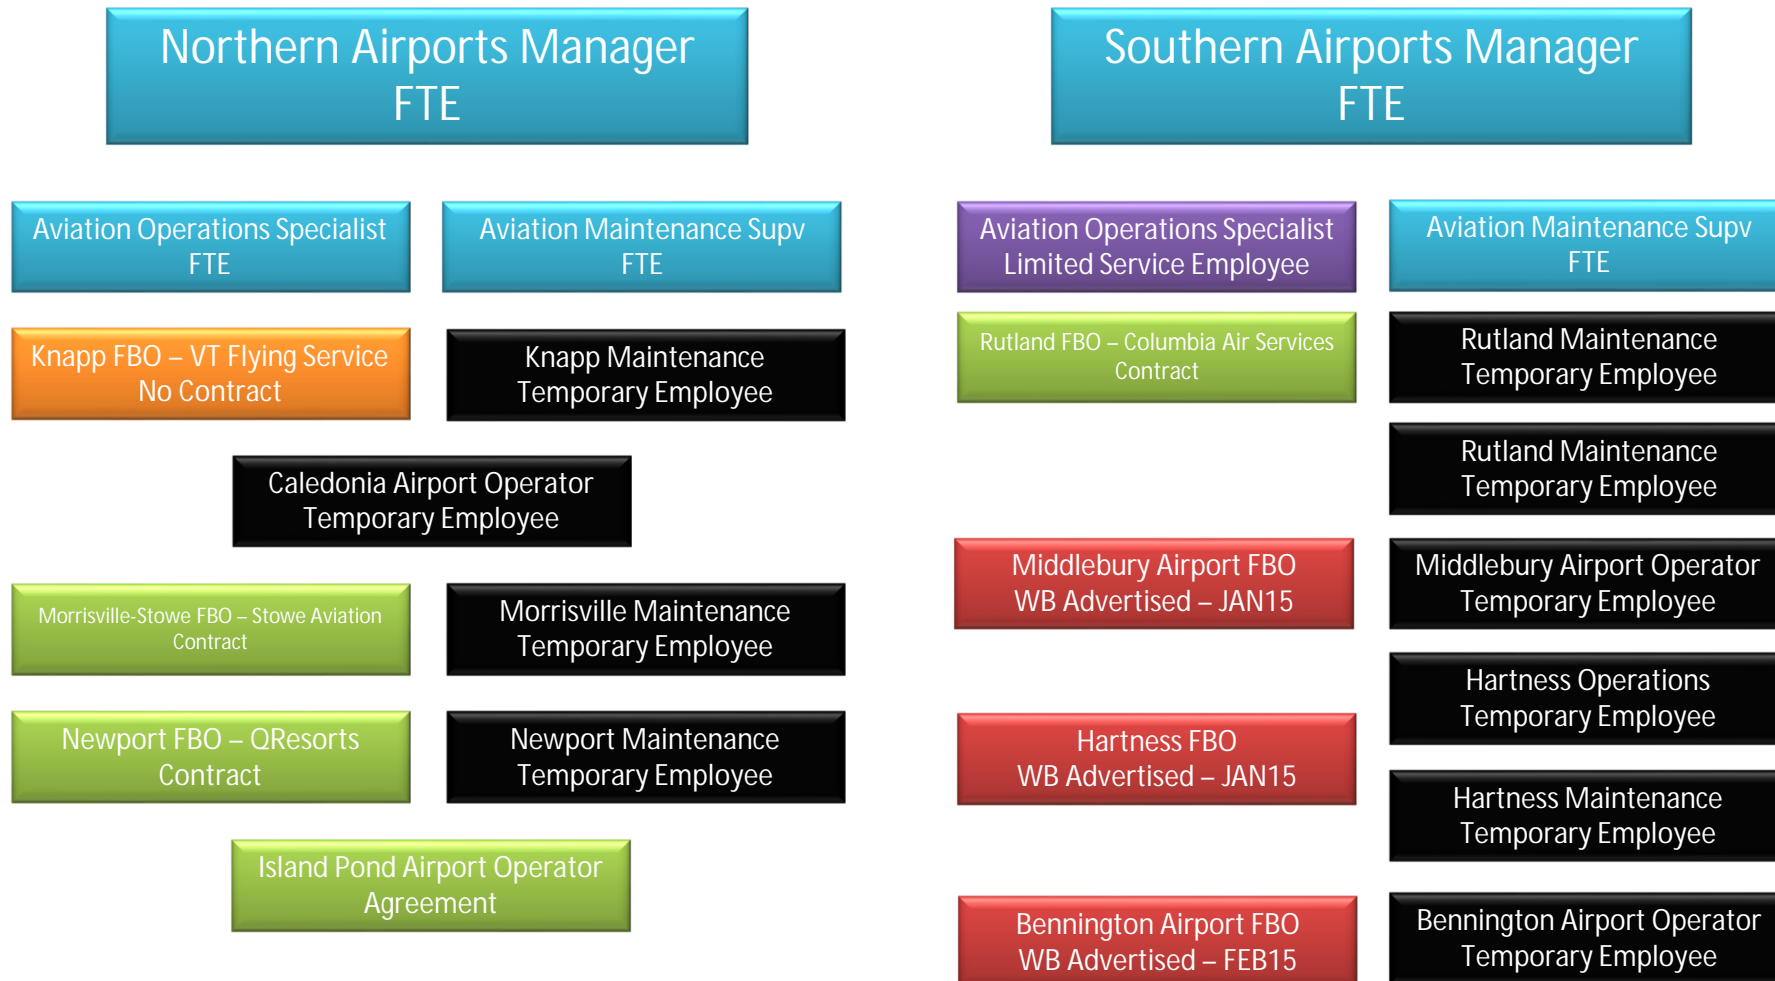 Northern Airports Manager
FTE
Southern Airports Manager
FTE
Aviation Operations Specialist
FTE
Aviation Maintenance Supv
FTE
Aviation Operations Specialist
Limited Service Employee
Aviation Maintenance Supv
FTE
Knapp FBO – VT Flying Service
No Contract
Knapp Maintenance
Temporary Employee
Rutland FBO – Columbia Air Services
Contract
Rutland Maintenance
Temporary Employee
Caledonia Airport Operator
Temporary Employee
Rutland Maintenance
Temporary Employee
Morrisville-Stowe FBO – Stowe Aviation
Contract
Morrisville Maintenance
Temporary Employee
Middlebury Airport FBO
WB Advertised – JAN15
Middlebury Airport Operator
Temporary Employee
Newport FBO – QResorts
Contract
Newport Maintenance
Temporary Employee
Hartness FBO
WB Advertised – JAN15
Hartness Operations
Temporary Employee
Hartness Maintenance
Temporary Employee
Island Pond Airport Operator
Agreement
Bennington Airport FBO
WB Advertised – FEB15
Bennington Airport Operator
Temporary Employee